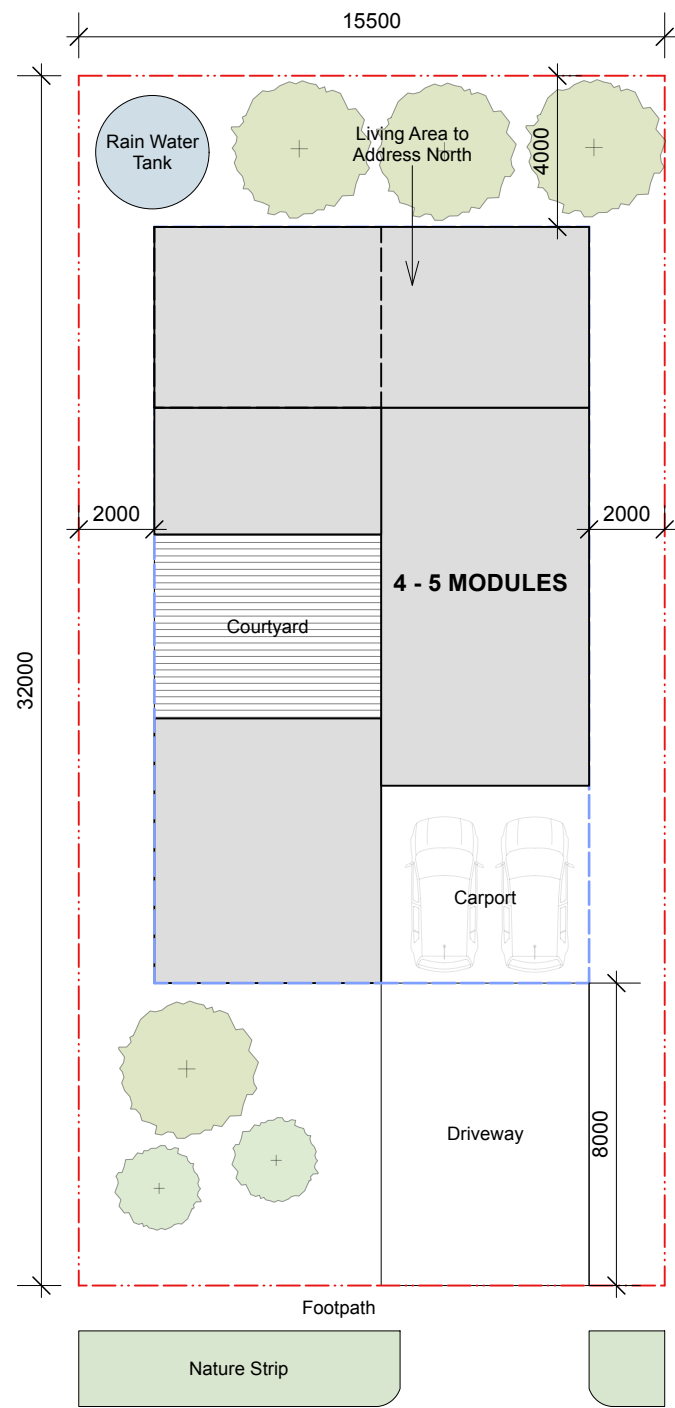 15500
Rain Water
Tank
Living Area to
Address North
4000
2000
2000
4 - 5 MODULES
Courtyard
32000
Carport
Driveway
8000
Footpath
Nature Strip